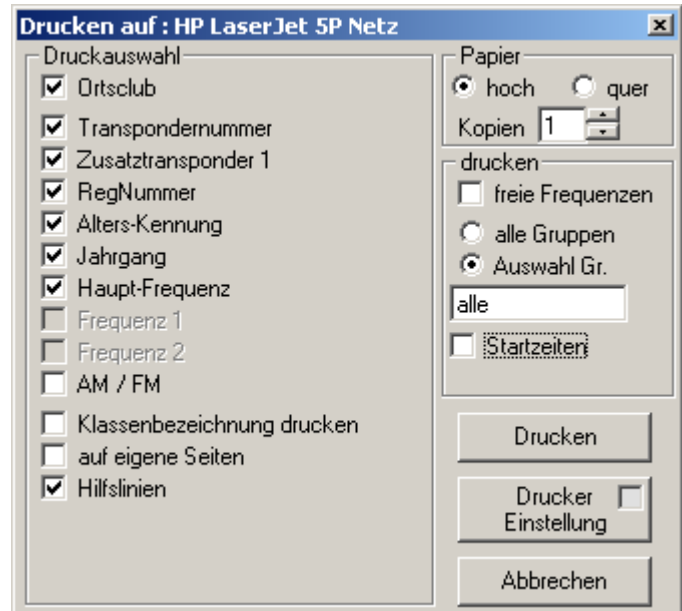 Drucken auf : HP LaserJet 5P Netz
Druckauswahl
Ortsclub
Transpondernummer
Zusatztransponder 1
RegNummer
Alters-Kennung
Jahrgang
Haupt-Frequenz
Frequenz 1
Frequenz 2
AM / FM
Klassenbezeichnung drucken
auf eigene Seiten
Hilfslinien
Papier
hoch quer
Kopien 1
drucken
freie Frequenzen
alle Gruppen
Auswahl Gr.
alle
Startzeiten
Drucken
Drucker
Einstellung
Abbrechen